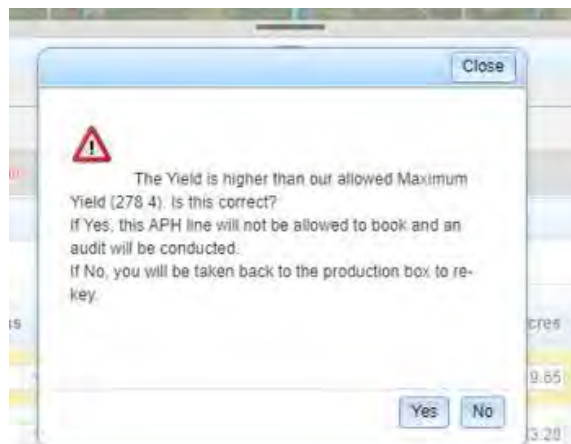 Close
The Yield is higher than our allowed Maximum
Yield (278.4). Is this correct?
If Yes, this APH line will not be allowed to book and an
audit will be conducted.
If No, you will be taken back to the production box to re-
key.
cres
9.65
Yes No
3.20